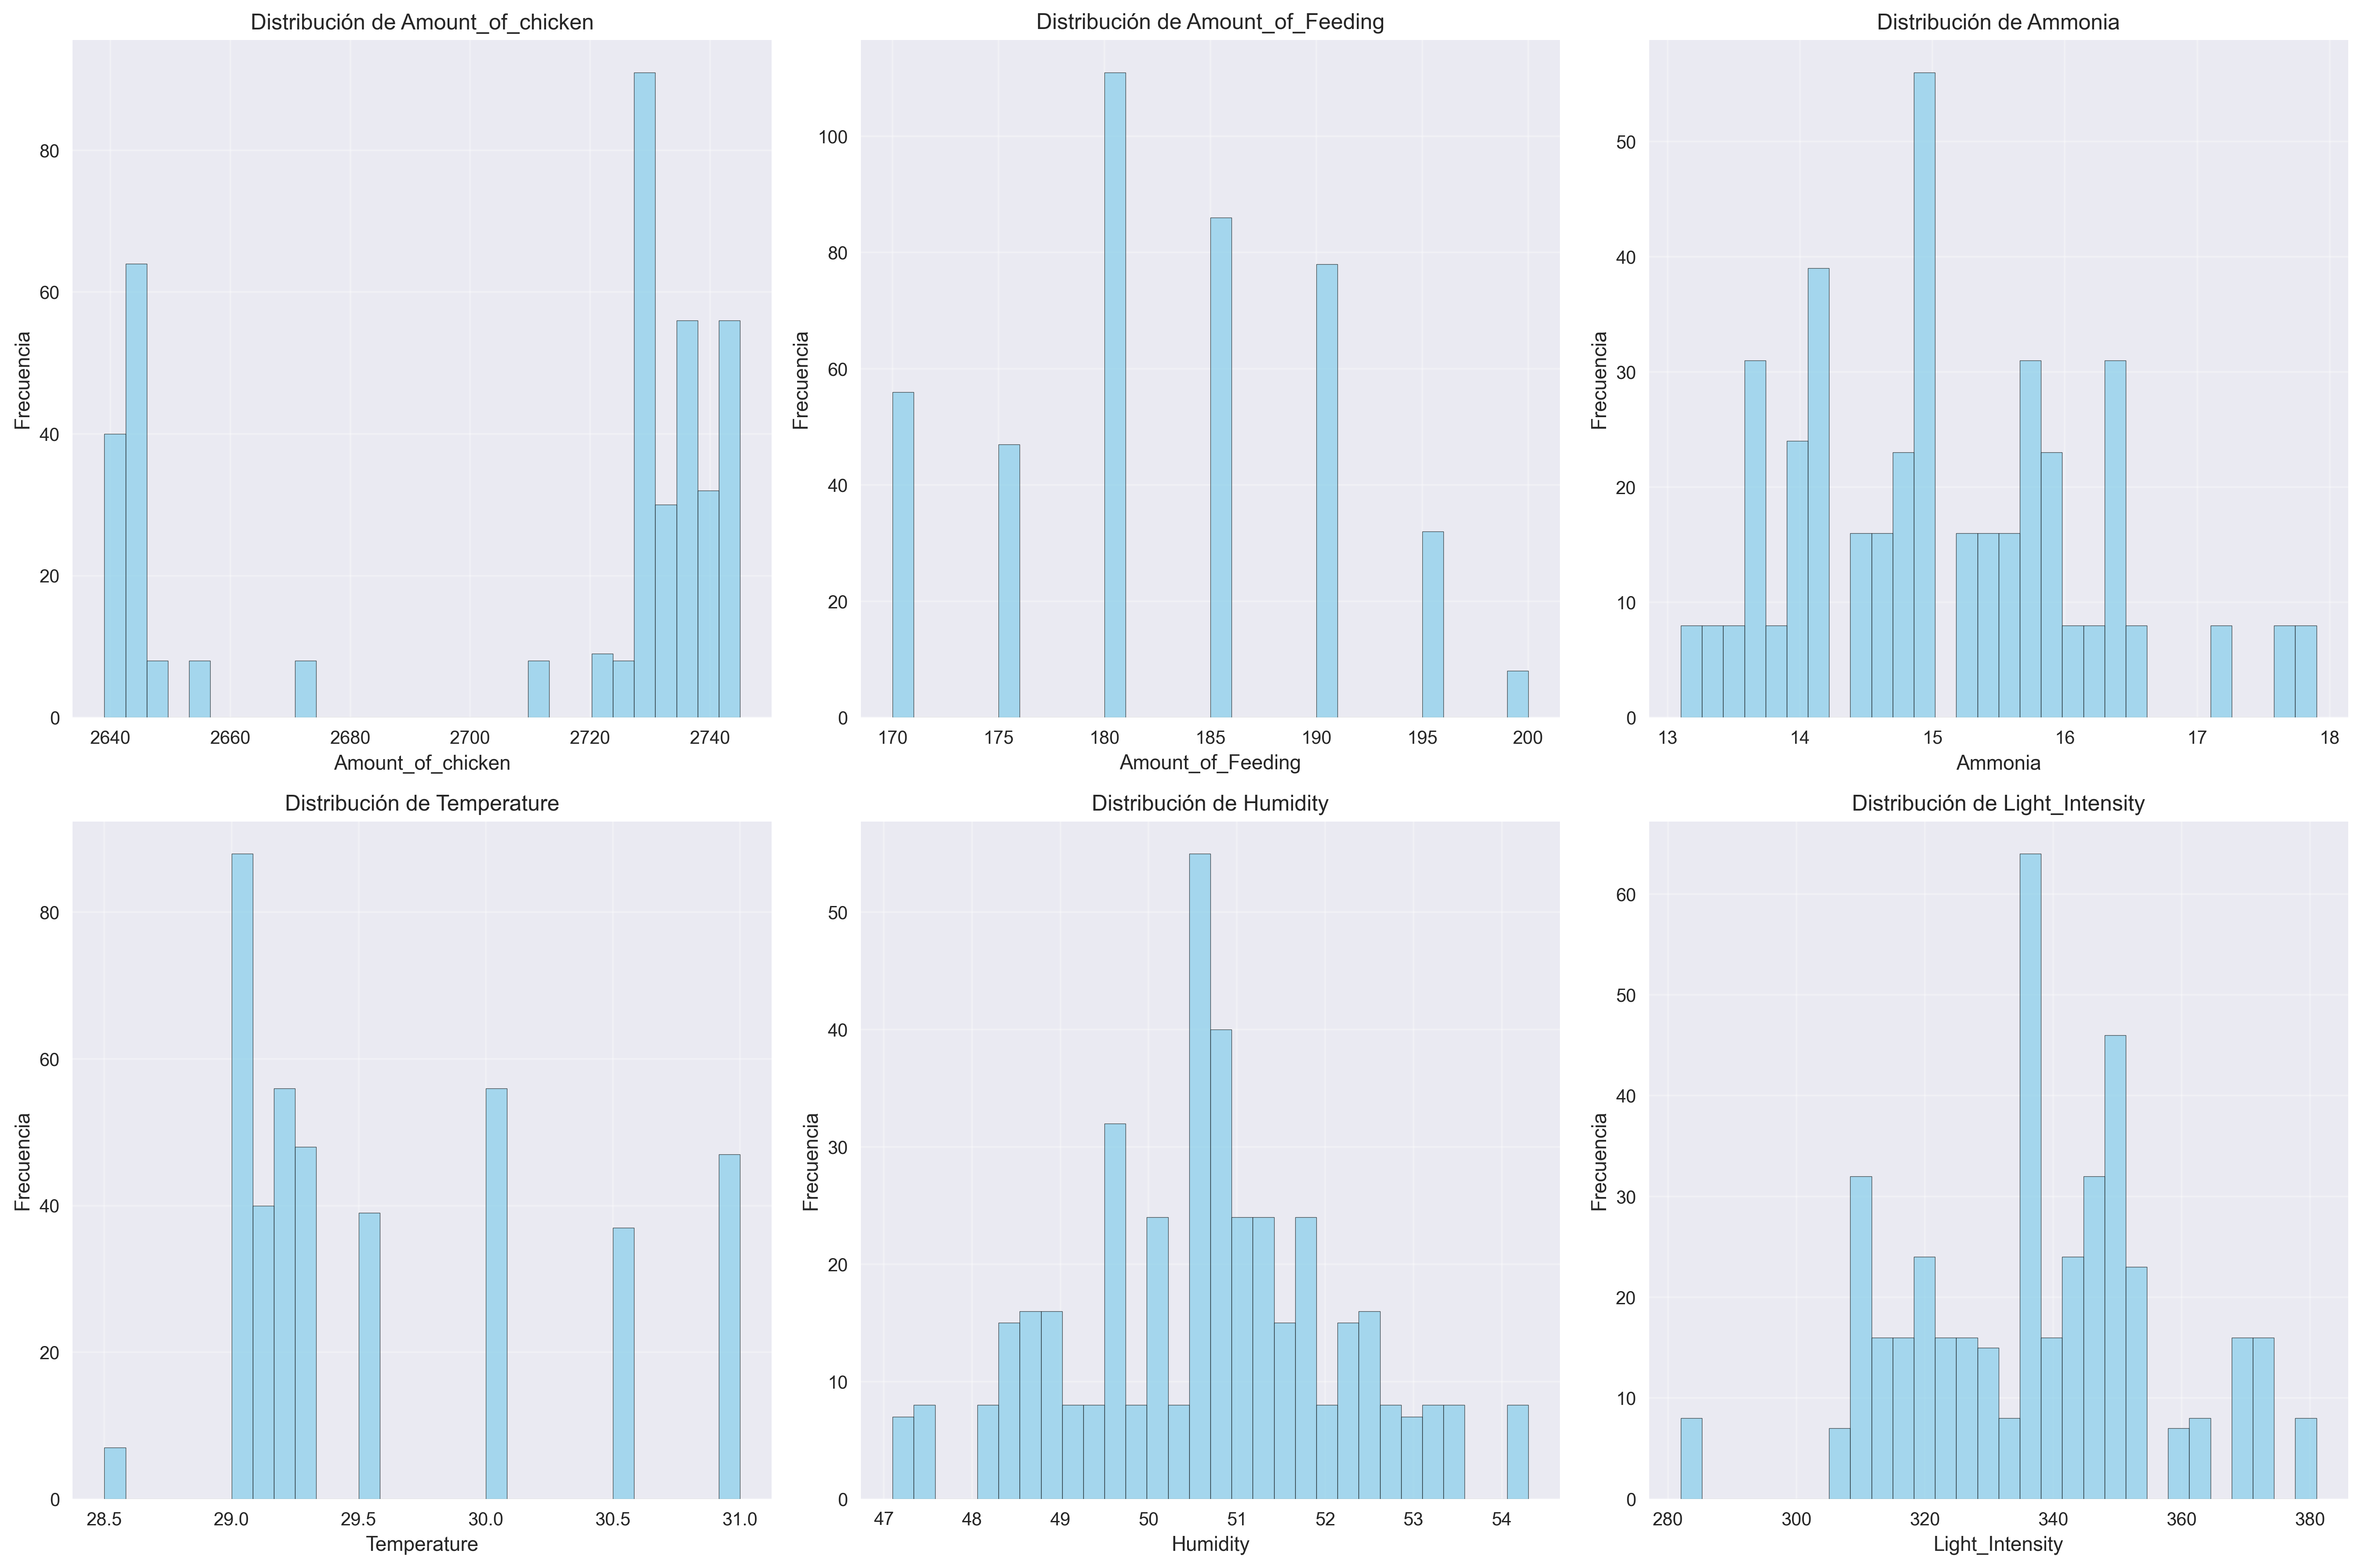 Distribución de Amount_of_chicken
Frecuencia
80
60
40
20
0
2640 2660 2680 2700 2720 2740
Amount_of_chicken
Distribución de Amount_of_Feeding
Frecuencia
100
80
60
40
20
0
170 175 180 185 190 195 200
Amount_of_Feeding
Distribución de Ammonia
Frecuencia
50
40
30
20
10
0
13 14 15 16 17 18
Ammonia
Distribución de Temperature
Frecuencia
80
60
40
20
0
28.5 29.0 29.5 30.0 30.5 31.0
Temperature
Distribución de Humidity
Frecuencia
50
40
30
20
10
0
47 48 49 50 51 52 53 54
Humidity
Distribución de Light_Intensity
Frecuencia
60
50
40
30
20
10
0
280 300 320 340 360 380
Light_Intensity